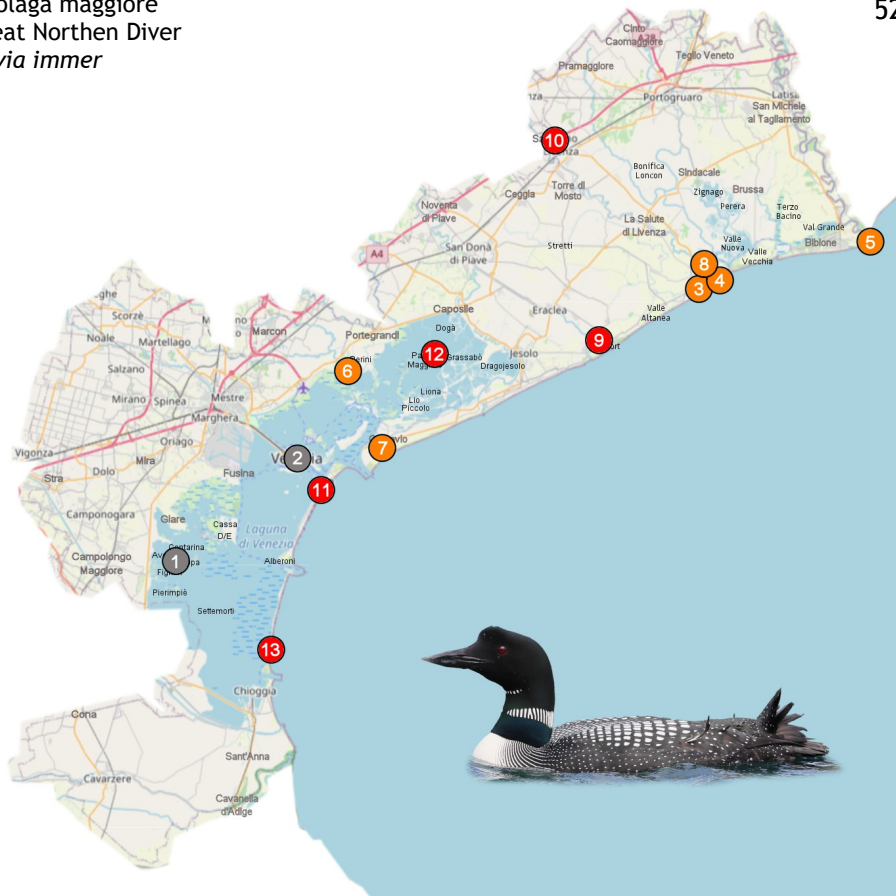 maggiore
52
Northen Diver
immer
Cinto
Caomaggiore
A28
Teglio Veneto
Pramaggiore
Portogruaro
San Michele
al Tagliamento
10
Bonifica
Loncon
Sindacale
Zignago
Brussa
Perera
Ceggia
Torre di
Mosto
Terzo
Bacino
Noventa
di Piave
La Salute
di Livenza
Val Grande
5
A4
San Donà
di Piave
Stretti
Valle
Nuova
Bibione
Valle
Vecchia
8
4
3
Scorzè
Caposile
Eraclea
Valle
Altanea
Marcon
Noale
Martellago
Portegrandi
Dogà
9
12
Grassabò
Jesolo
Dragojesolo
6
Salzano
Liona
Lio
Piccolo
Mirano
Spinea
Mestre
Marghera
Oriago
7
Vigonza
Mira
2
Stra
Dolo
Fusina
11
Camponogara
Giare
Cassa
D/E
Laguna
di Venezia
Contarina
1
Campolongo
Maggiore
Alberoni
Pierimpiè
Settemorti
13
Chioggia
Cona
Sant'Anna
Cavarzere
Cavanella
d'Adige